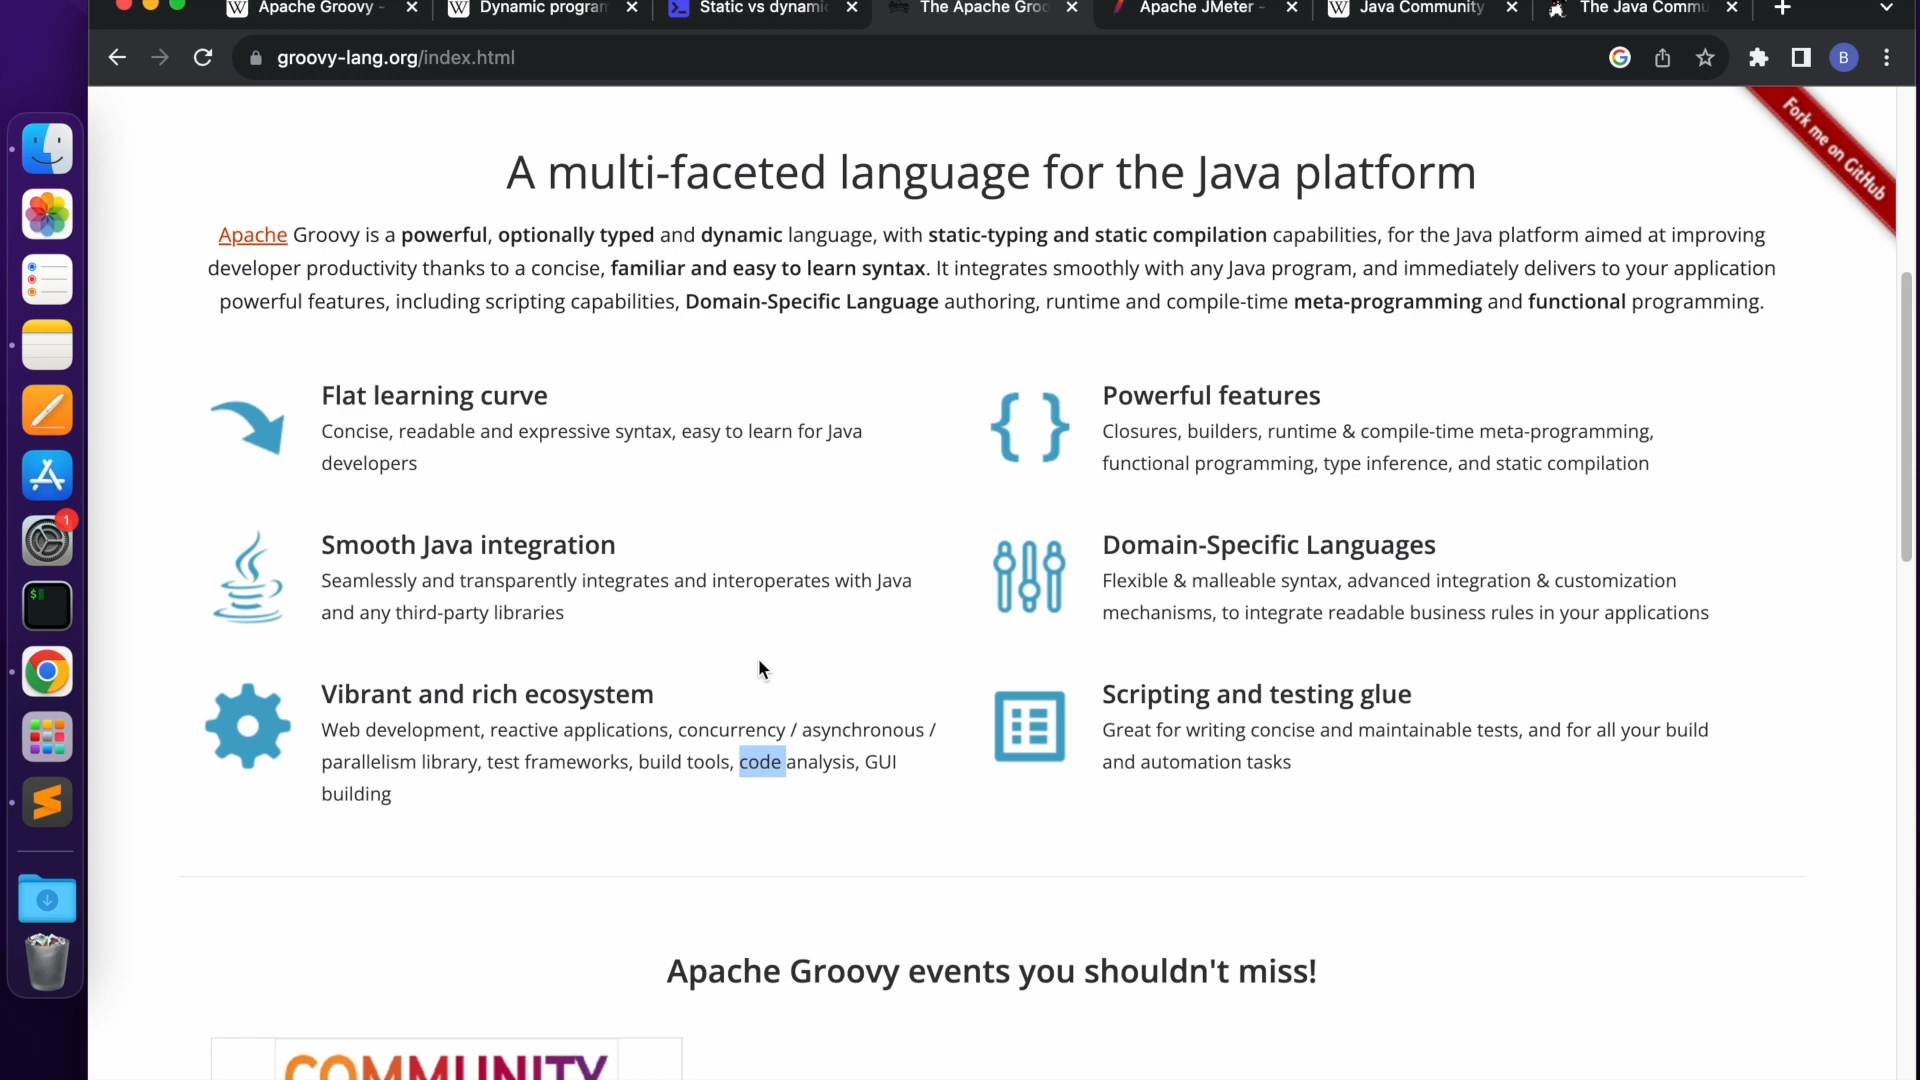 Apache Groovy -
Dynamic program
Static vs dynami
The Apache Groo
Apache JMeter -
Java Community
The Java Commu
groovy-lang.org/index.html
B
Fork me on GitHub
A multi-faceted language for the Java platform
Apache Groovy is a powerful, optionally typed and dynamic language, with static-typing and static compilation capabilities, for the Java platform aimed at improving
developer productivity thanks to a concise, familiar and easy to learn syntax. It integrates smoothly with any Java program, and immediately delivers to your application
powerful features, including scripting capabilities, Domain-Specific Language authoring, runtime and compile-time meta-programming and functional programming.
Flat learning curve
Concise, readable and expressive syntax, easy to learn for Java
developers
Powerful features
Closures, builders, runtime & compile-time meta-programming,
functional programming, type inference, and static compilation
Smooth Java integration
Seamlessly and transparently integrates and interoperates with Java
and any third-party libraries
Domain-Specific Languages
Flexible & malleable syntax, advanced integration & customization
mechanisms, to integrate readable business rules in your applications
Vibrant and rich ecosystem
Web development, reactive applications, concurrency / asynchronous /
parallelism library, test frameworks, build tools, code analysis, GUI
building
Scripting and testing glue
Great for writing concise and maintainable tests, and for all your build
and automation tasks
Apache Groovy events you shouldn't miss!
COMMUNITY
1
$